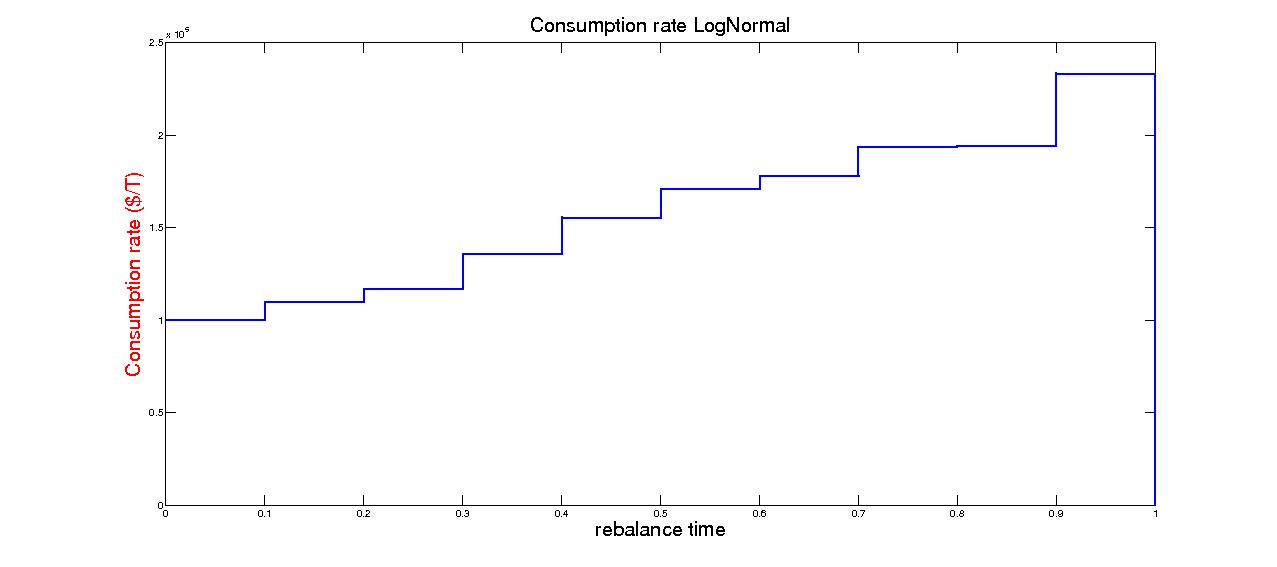 Consumption rate LogNormal
x 10^5
2.5
2
1.5
1
0.5
0
Consumption rate ($/T)
0 0.1 0.2 0.3 0.4 0.5 0.6 0.7 0.8 0.9 1
rebalance time